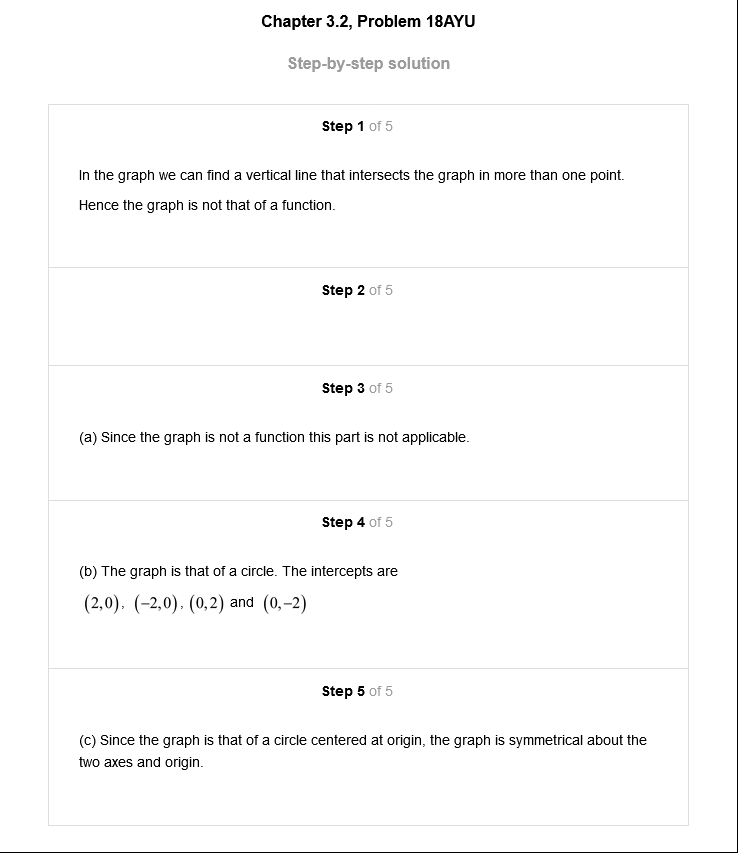 Chapter 3.2, Problem 18AYU
Step-by-step solution
Step 1 of 5
In the graph we can find a vertical line that intersects the graph in more than one point.
Hence the graph is not that of a function.
Step 2 of 5
Step 3 of 5
(a) Since the graph is not a function this part is not applicable.
Step 4 of 5
(b) The graph is that of a circle. The intercepts are
(2,0), (−2,0), (0,2) and (0,−2)
Step 5 of 5
(c) Since the graph is that of a circle centered at origin, the graph is symmetrical about the
two axes and origin.